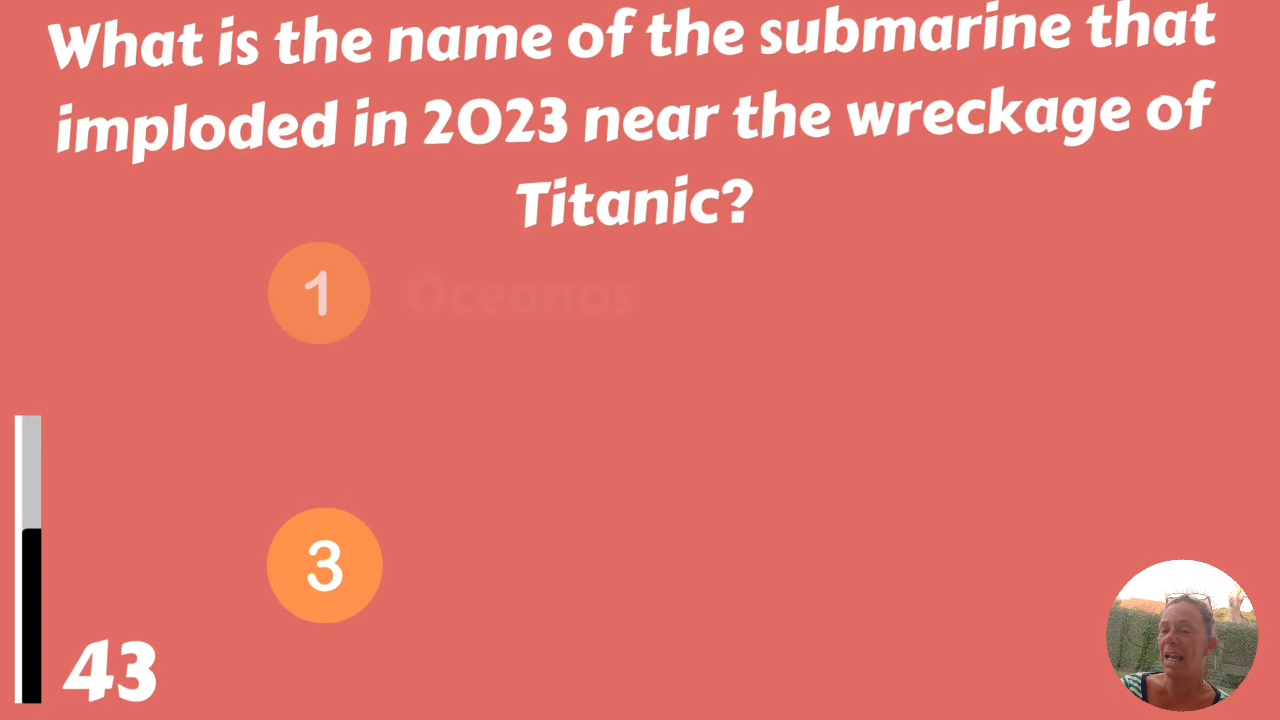 What is the name of the submarine that
imploded in 2023 near the wreckage of
Titanic?
1 Oceanos
3
43